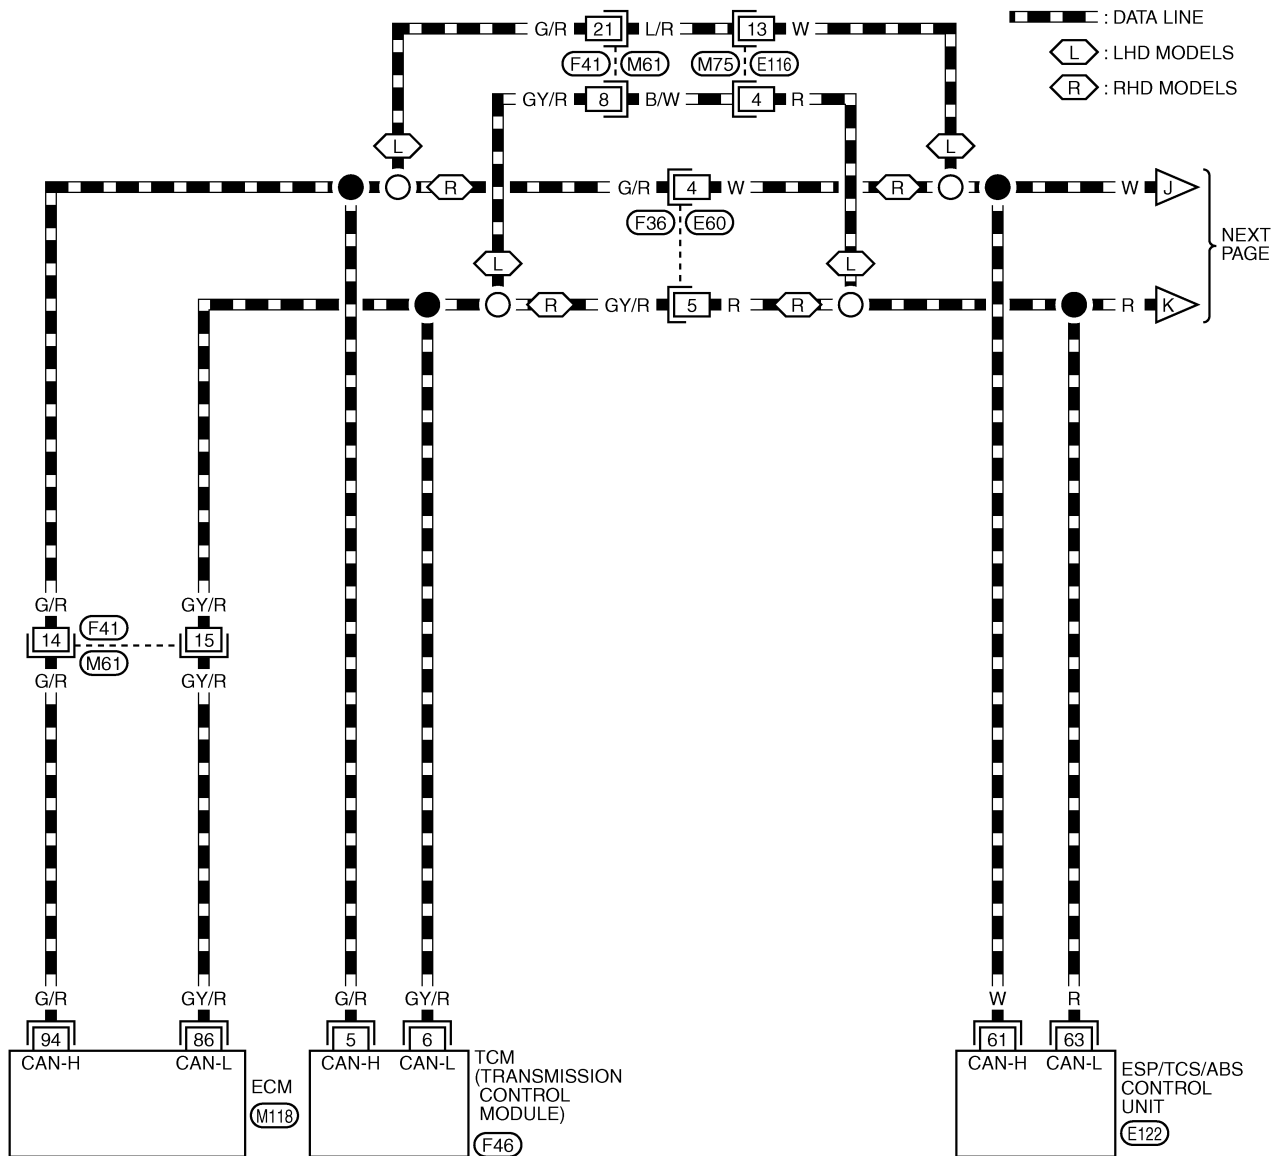 G/R 21 L/R 13 W
: DATA LINE
F41 M61 M75 E116
L : LHD MODELS
GY/R 8 B/W 4 R
R : RHD MODELS
L L
R G/R 4 W R W J
F36 E60
NEXT
PAGE
L L
R GY/R 5 R R R K
G/R GY/R
14 F41 15
M61
G/R GY/R
G/R GY/R G/R GY/R W R
94 86 5 6 61 63
CAN-H CAN-L CAN-H CAN-L CAN-H CAN-L
ECM
M118
TCM
(TRANSMISSION
CONTROL
MODULE)
F46
ESP/TCS/ABS
CONTROL
UNIT
E122